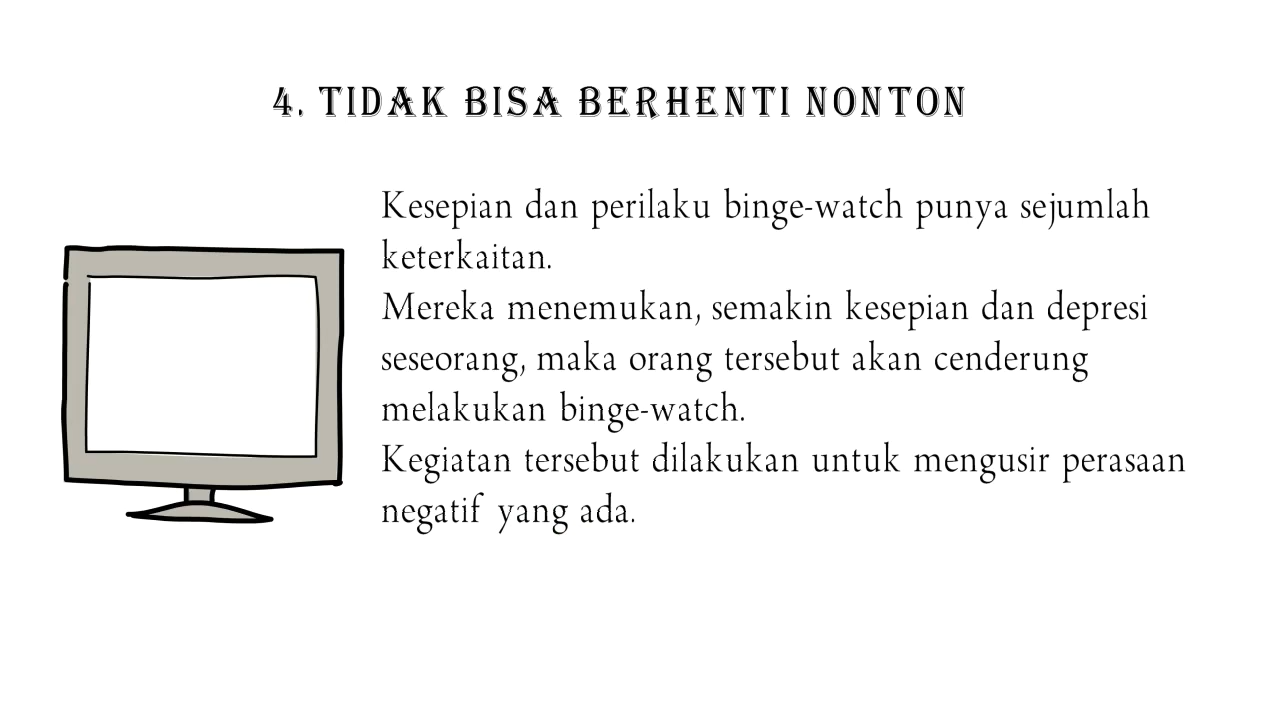 4. TIDAK BISA BERHENTI NONTON
Kesepian dan perilaku binge-watch punya sejumlah
keterkaitan.
Mereka menemukan, semakin kesepian dan depresi
seseorang, maka orang tersebut akan cenderung
melakukan binge-watch.
Kegiatan tersebut dilakukan untuk mengusir perasaan
negatif yang ada.